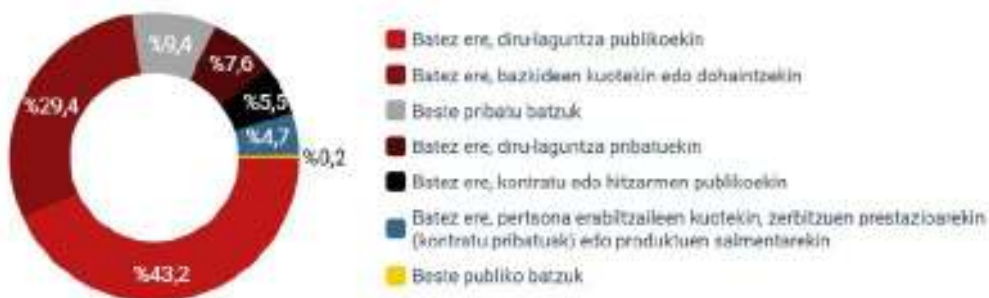 %9,4
%7,6
%5,5
%4,7
%0,2
%29,4
%43,2
Batez ere, diru-laguntza publikoekin
Batez ere, bazkideen kuotekin edo dohaintzekin
Beste pribatu batzuk
Batez ere, diru-laguntza pribatuekin
Batez ere, kontratu edo hitzarmen publikoekin
Batez ere, pertsona erabiltzaileen kuotekin, zerbitzuen prestazioarekin
(kontratu pribatuak) edo produktuen salmentarekin
Beste publiko batzuk